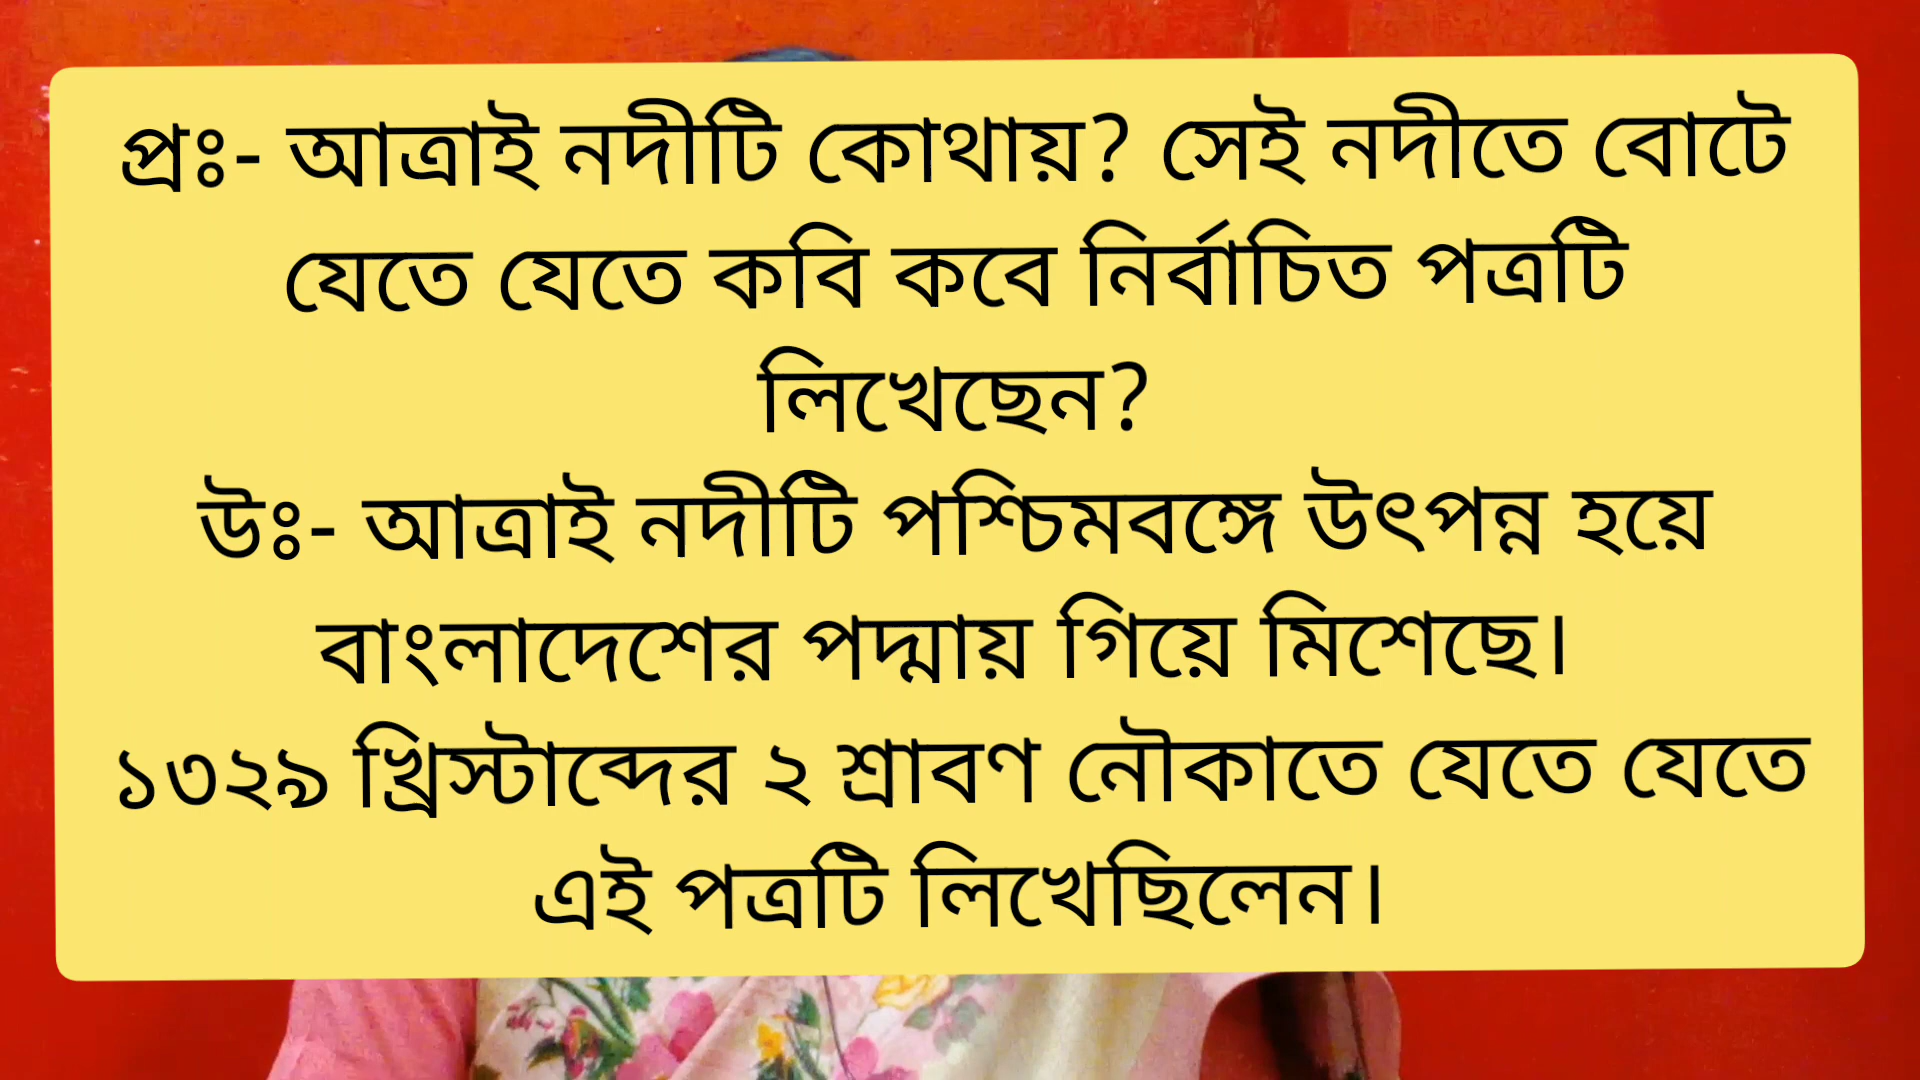 প্রঃ- আত্রাই নদীটি কোথায়? সেই নদীতে বোটে
যেতে যেতে কবি কবে নির্বাচিত পত্রটি
লিখেছেন?
উঃ- আত্রাই নদীটি পশ্চিমবঙ্গে উৎপন্ন হয়ে
বাংলাদেশের পদ্মায় গিয়ে মিশেছে।
১৩২৯ খ্রিস্টাব্দের ২ শ্রাবণ নৌকাতে যেতে যেতে
এই পত্রটি লিখেছিলেন।